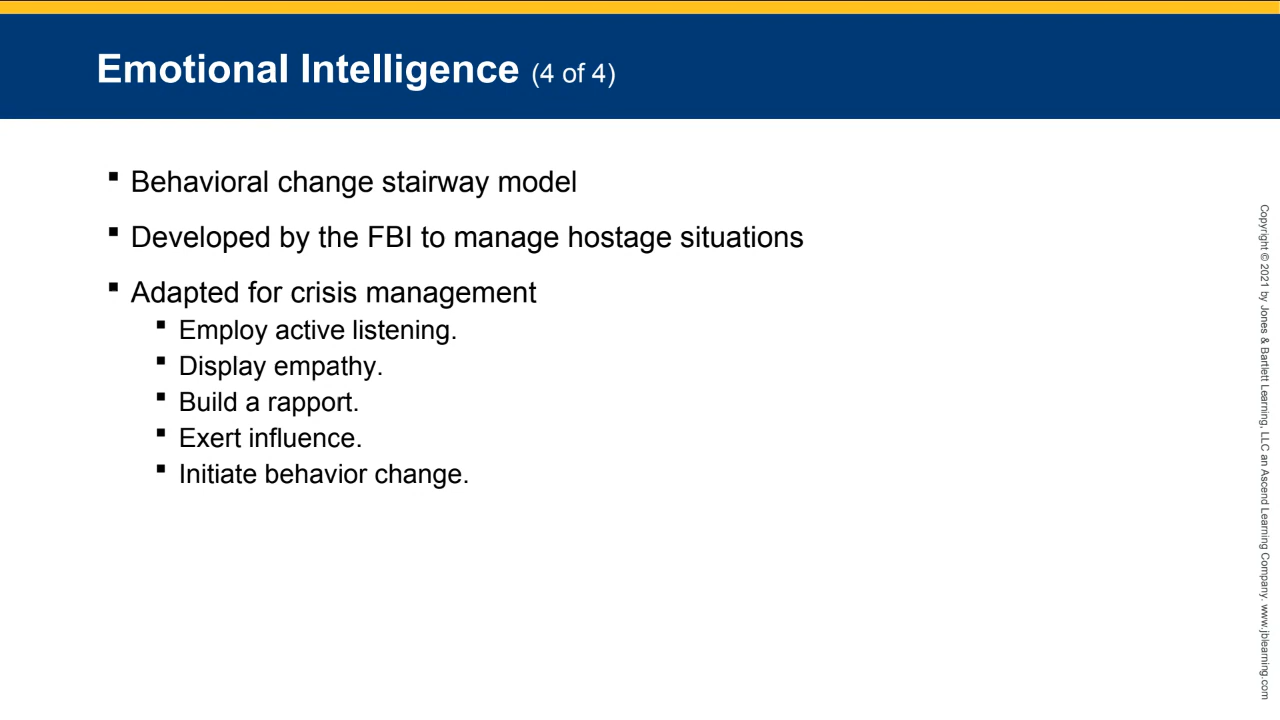 Emotional Intelligence (4 of 4)
▪ Behavioral change stairway model
▪ Developed by the FBI to manage hostage situations
▪ Adapted for crisis management
▪ Employ active listening.
▪ Display empathy.
▪ Build a rapport.
▪ Exert influence.
▪ Initiate behavior change.
Copyright © 2021 by Jones & Bartlett Learning, LLC an Ascend Learning Company. www.jblearning.com